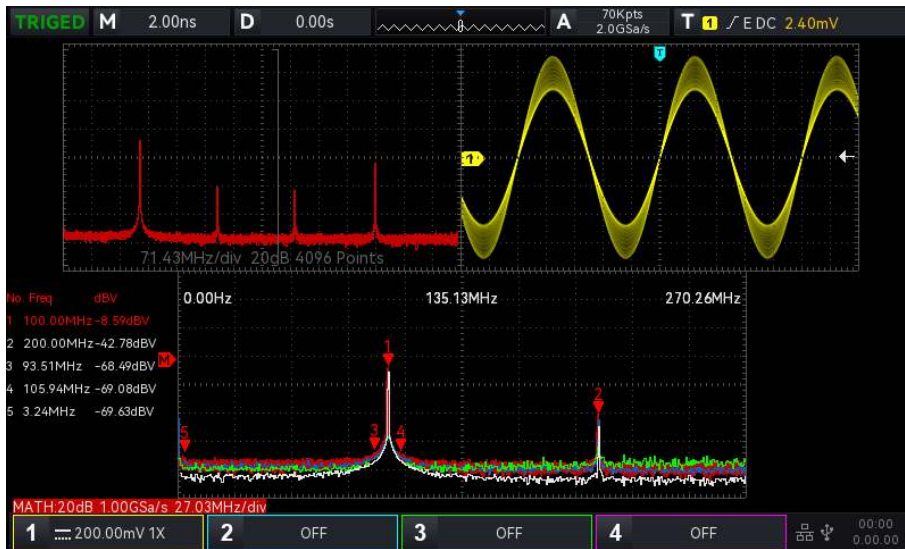 TRIGED M 2.00ns D 0.00s A 70Kpts 2.0GSa/s T 1 E DC 2.40mV
T
1
71.43MHz/div 20dB 4096 Points
No Freq dBV
0.00Hz 135.13MHz 270.26MHz
1 100.00MHz -8.59dBV
2 200.00MHz -42.78dBV
3 93.51MHz -68.49dBV
4 105.94MHz -69.08dBV
5 3.24MHz -69.63dBV
M
1
2
5 3 4
MATH:20dB 1.00GSa/s 27.03MHz/div
1 200.00mV 1X 2 OFF 3 OFF 4 OFF 00:00
0.00.00